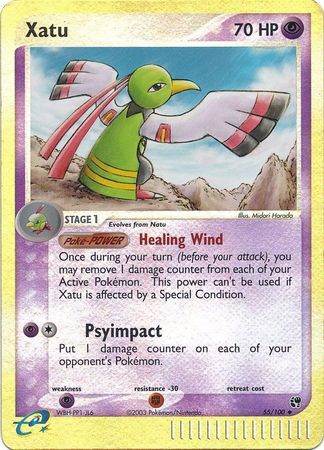 Xatu
70 HP
Illus. Midori Harada
STAGE 1
Evolves from Natu
Poké-POWER Healing Wind
Once during your turn (before your attack), you
may remove 1 damage counter from each of your
Active Pokémon. This power can't be used if
Xatu is affected by a Special Condition.
Psyimpact
Put 1 damage counter on each of your
opponent's Pokémon.
weakness resistance -30 retreat cost
WBH-PP1-JL6 ©2003 Pokémon/Nintendo 55/100
e